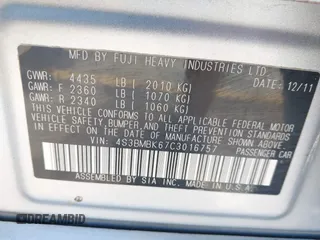 MFD BY FUJI HEAVY INDUSTRIES LTD.
GVWR: 4435 LB [ 2010 KG] 12/11
GAWR: F 2360 LB [ 1070 KG]
GAWR: R 2340 LB [ 1060 KG]
THIS VEHICLE CONFORMS TO ALL APPLICABLE FEDERAL MOTOR
VEHICLE SAFETY, BUMPER, AND THEFT PREVENTION STANDARDS
IN EFFECT ON THE DATE OF MANUFACTURE SHOWN ABOVE.
VIN: 4S3BMBK67C3016757
PASSENGER CAR
ASSEMBLED BY SIA INC. MADE IN U.S.A.
DRIVEBIDAMERICA